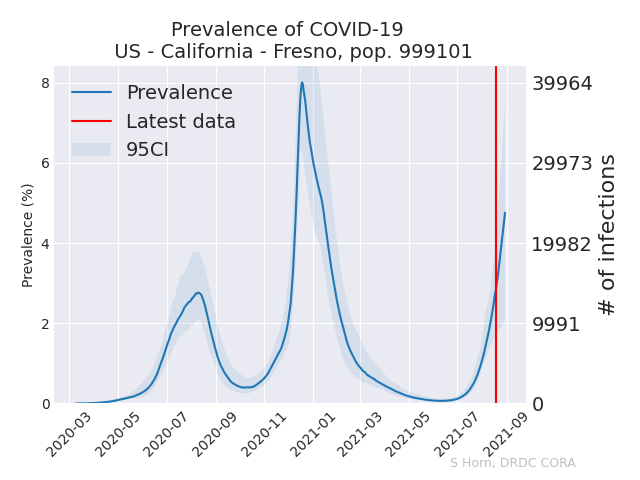 Prevalence of COVID-19
US - California - Fresno, pop. 999101
Prevalence
Latest data
95CI
Prevalence (%)
8
6
4
2
0
39964
29973
19982
9991
0
# of infections
2020-03
2020-05
2020-07
2020-09
2020-11
2021-01
2021-03
2021-05
2021-07
2021-09
S Horn, DRDC CORA